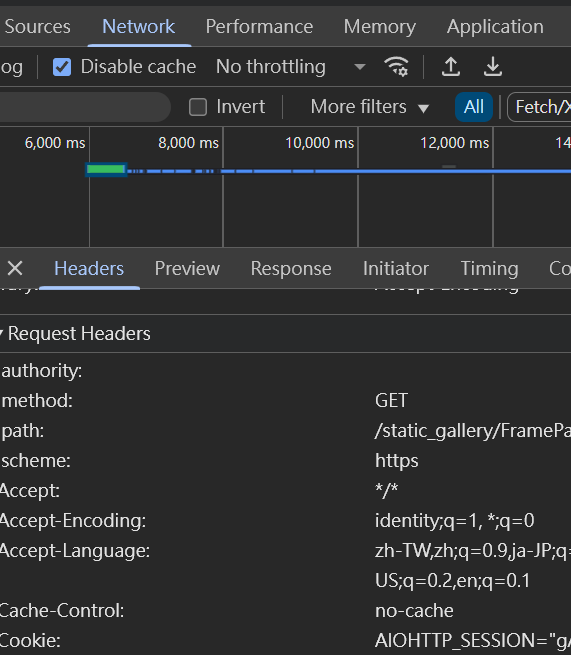 Sources Network Performance Memory Application
og Disable cache No throttling
Invert More filters All Fetch/X
6,000 ms 8,000 ms 10,000 ms 12,000 ms 14
Headers Preview Response Initiator Timing Co
Request Headers
authority:
method: GET
path: /static_gallery/FramePa
scheme: https
Accept: */*
Accept-Encoding: identity;q=1, *;q=0
Accept-Language: zh-TW,zh;q=0.9,ja-JP;q=
US;q=0.2,en;q=0.1
Cache-Control: no-cache
Cookie: AIOHTTP_SESSION="g